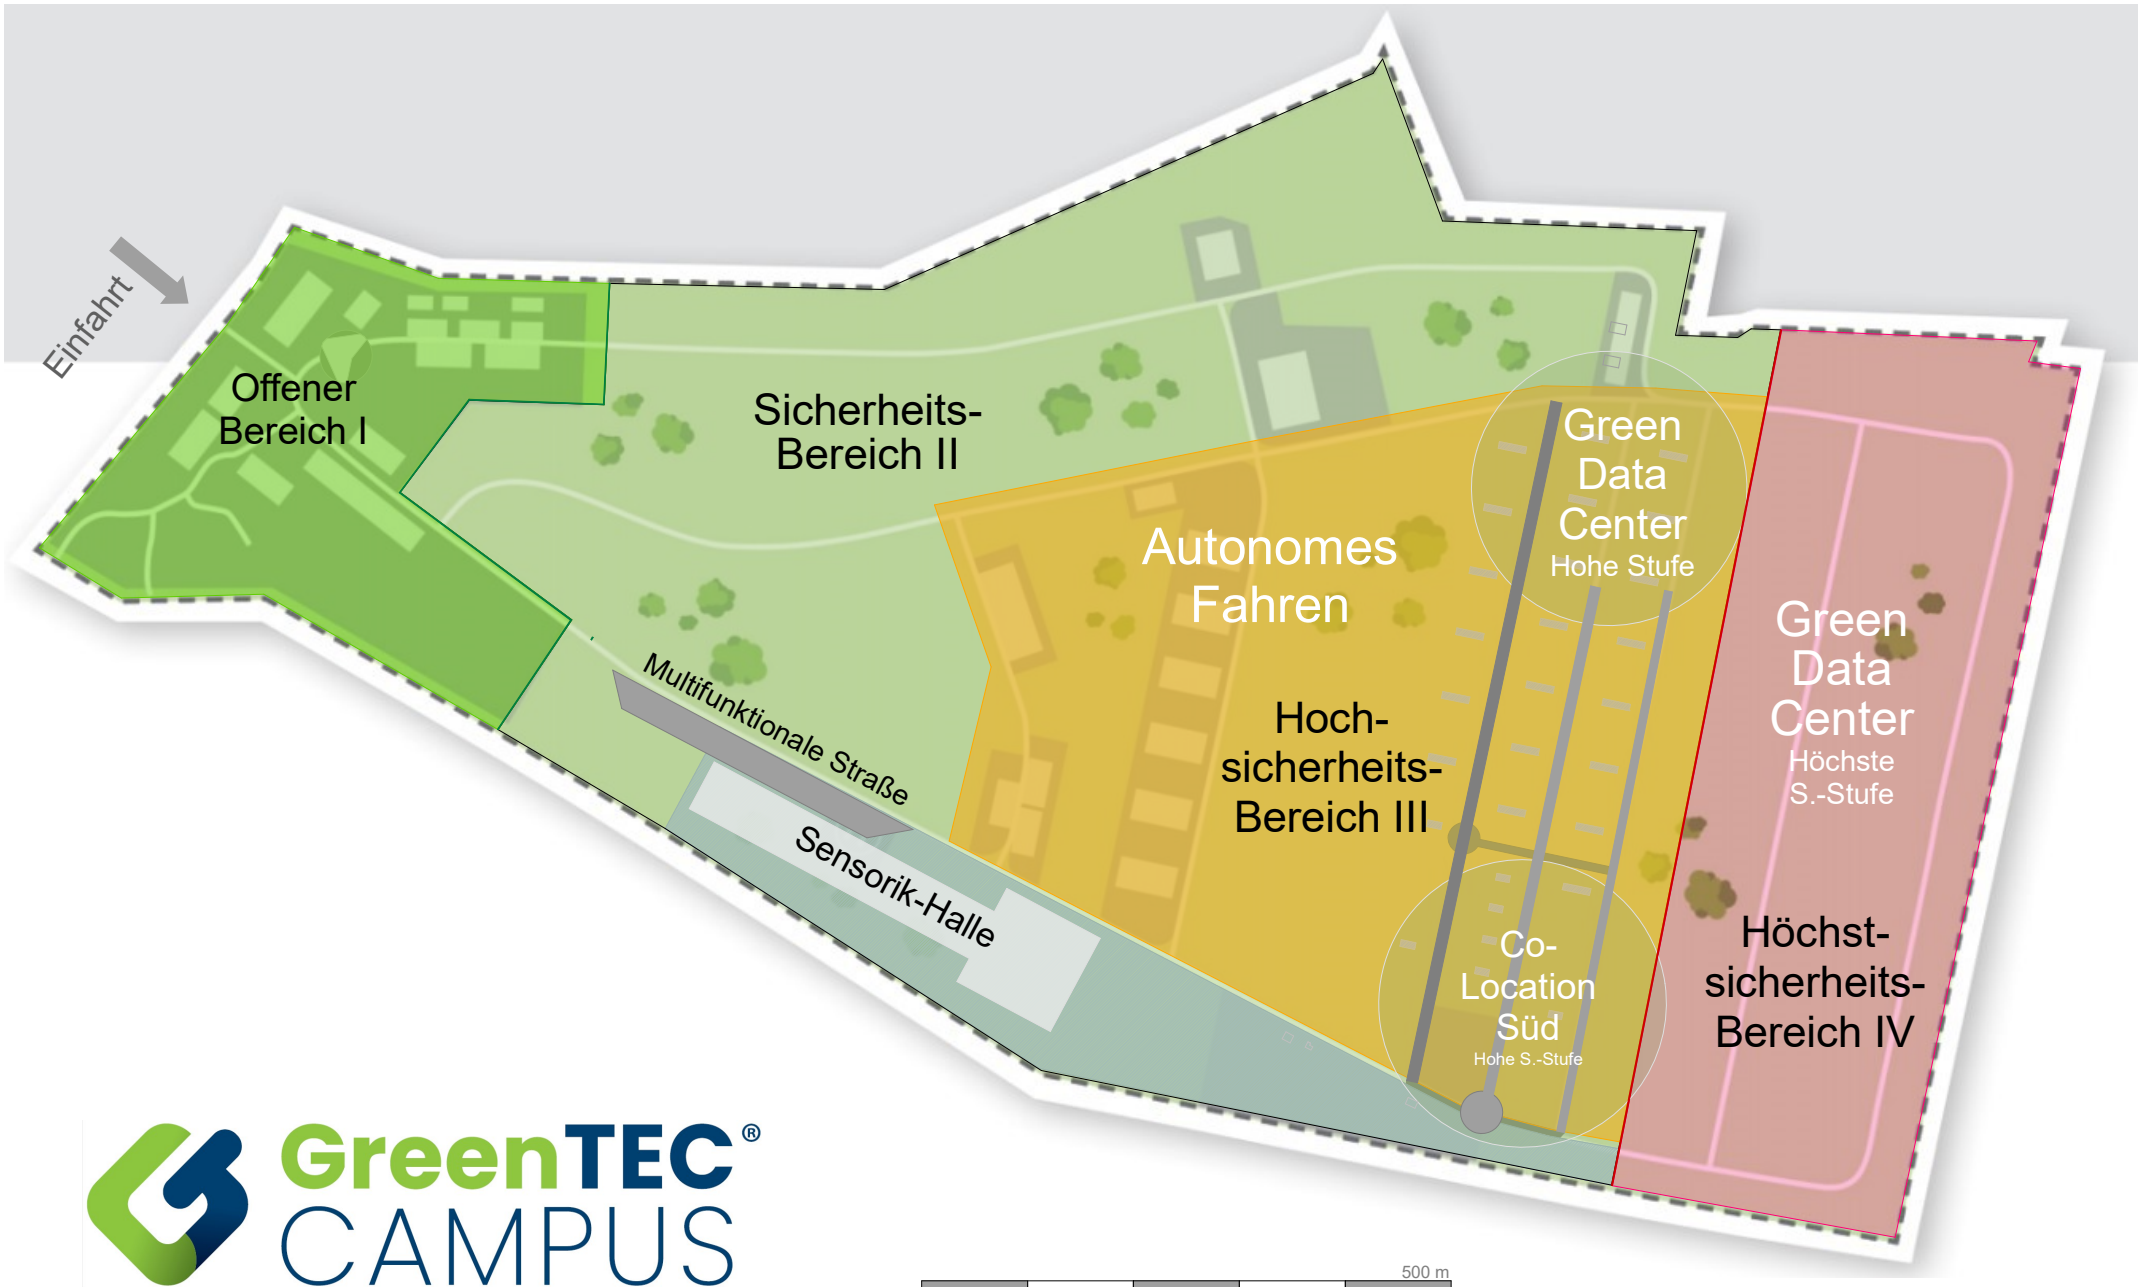 Einfahrt
Offener
Bereich I
Sicherheits-
Bereich II
Green
Data
Center
Hohe Stufe
Autonomes
Fahren
Green
Data
Center
Höchste
S.-Stufe
Multifunktionale Straße
Hoch-
sicherheits-
Bereich III
Sensorik-Halle
Co-
Location
Süd
Hohe S.-Stufe
Höchst-
sicherheits-
Bereich IV
GreenTEC®
CAMPUS
500 m